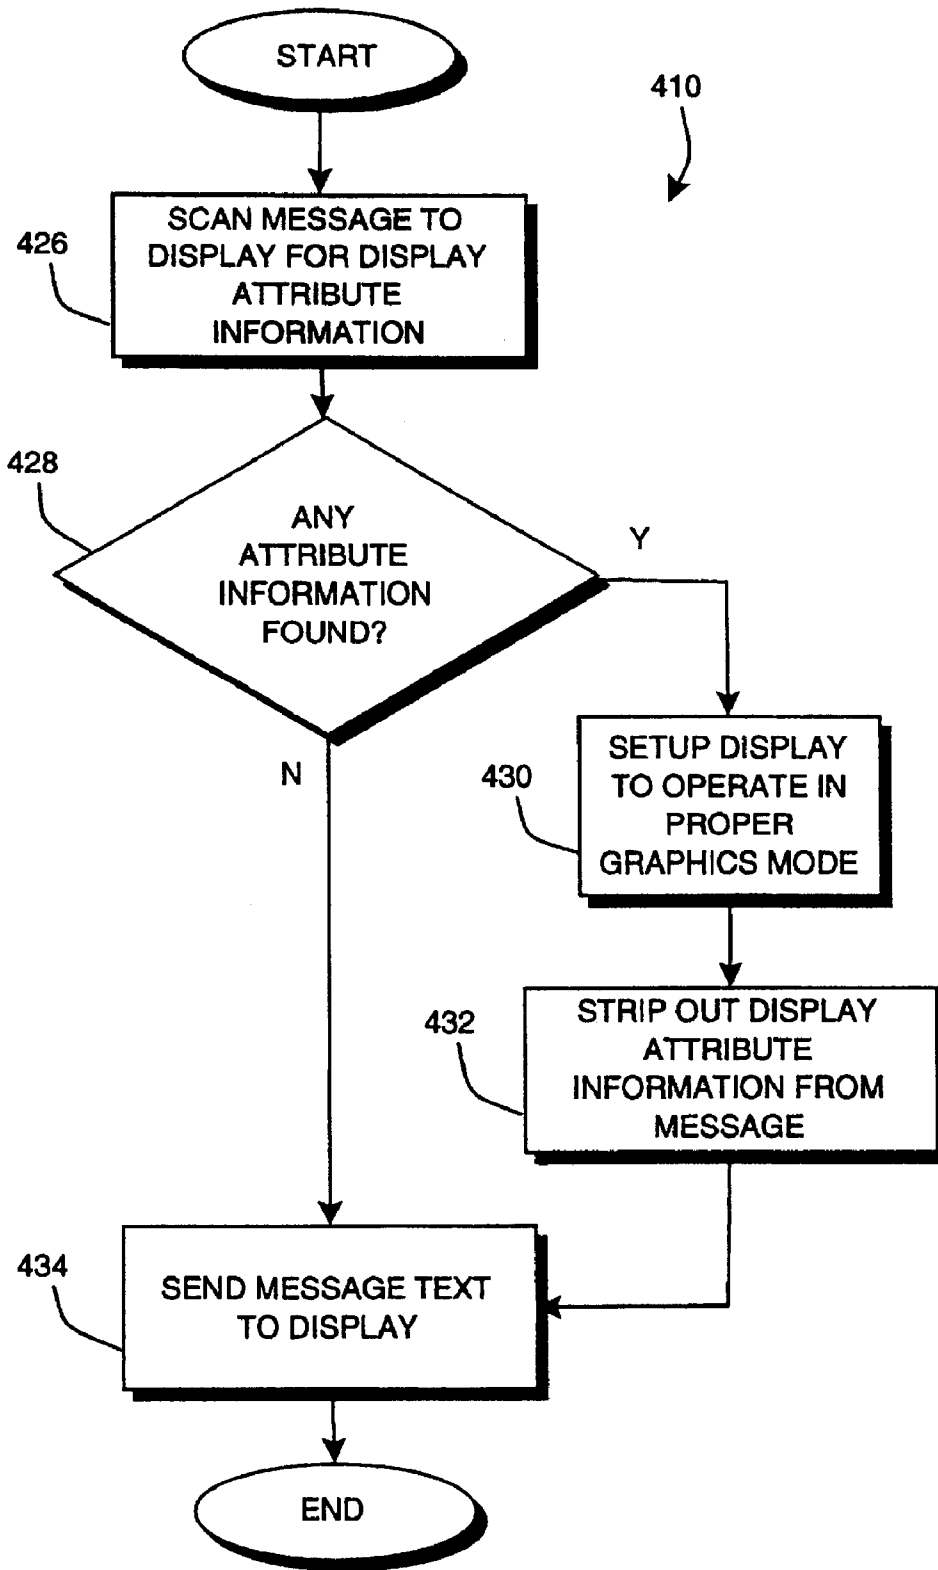 START
410
SCAN MESSAGE TO
DISPLAY FOR DISPLAY
ATTRIBUTE
INFORMATION
426
428
ANY
ATTRIBUTE
INFORMATION
FOUND?
Y
N
SETUP DISPLAY
TO OPERATE IN
PROPER
GRAPHICS MODE
430
STRIP OUT DISPLAY
ATTRIBUTE
INFORMATION FROM
MESSAGE
432
434
SEND MESSAGE TEXT
TO DISPLAY
END